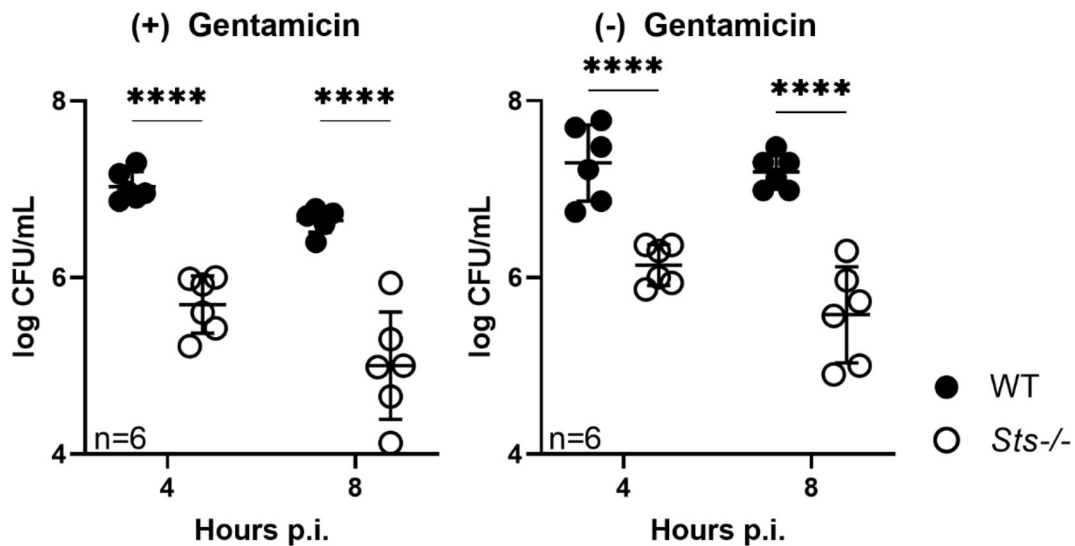 (+) Gentamicin
(-) Gentamicin
**** ****
**** ****
8
6
4
log CFU/mL
n=6
4 8
Hours p.i.
8
6
4
log CFU/mL
n=6
4 8
Hours p.i.
WT
Sts-/-